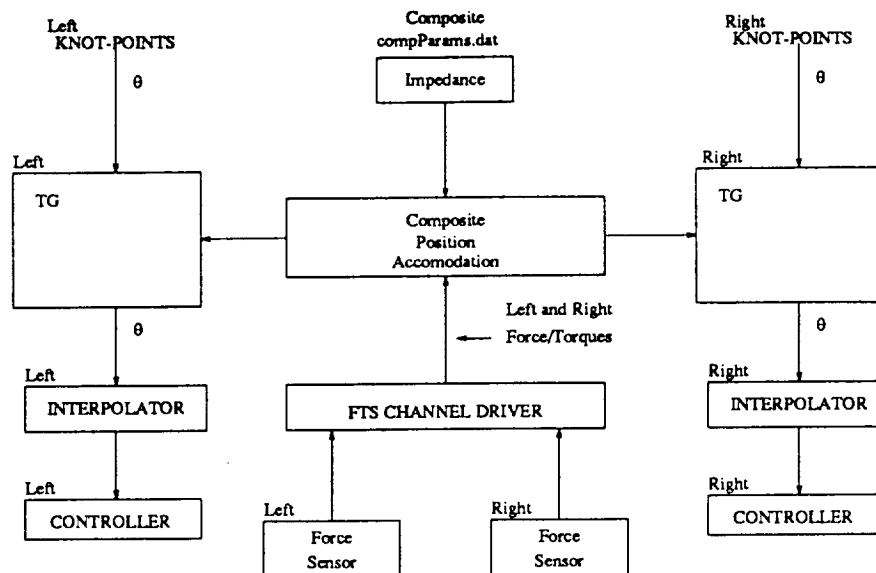 Left
KNOT-POINTS
θ
Composite
compParams.dat
Impedance
Right
KNOT-POINTS
θ
Left
TG
Composite
Position
Accomodation
Right
TG
θ
Left and Right
Force/Torques
θ
Left
INTERPOLATOR
FTS CHANNEL DRIVER
Right
INTERPOLATOR
Left
CONTROLLER
Left
Force
Sensor
Right
Force
Sensor
Right
CONTROLLER